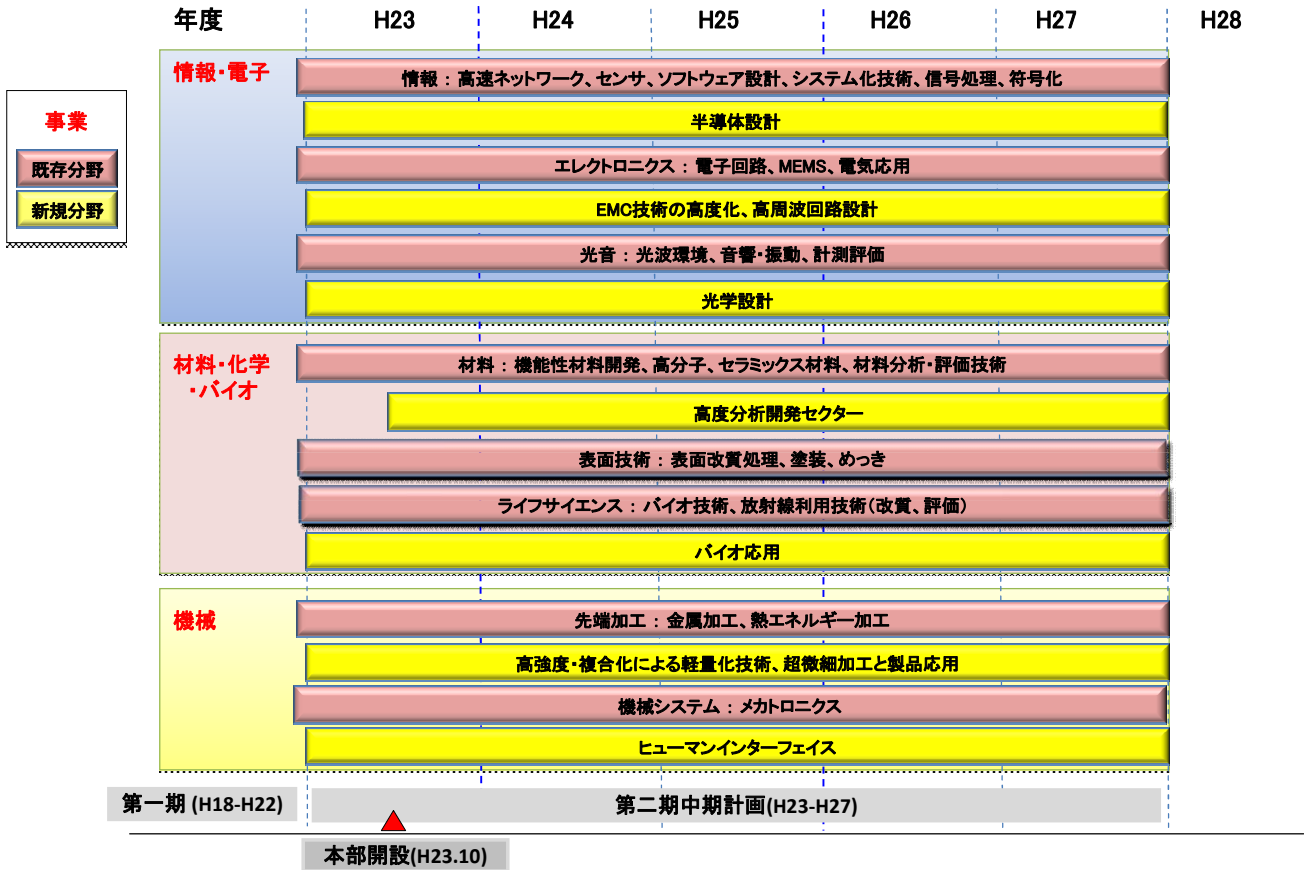 年度 H23 H24 H25 H26 H27 H28
事業
既存分野
新規分野
情報・電子
情報：高速ネットワーク、センサ、ソフトウェア設計、システム化技術、信号処理、符号化
半導体設計
エレクトロニクス：電子回路、MEMS、電気応用
EMC技術の高度化、高周波回路設計
光音：光波環境、音響・振動、計測評価
光学設計
材料・化学
・バイオ
材料：機能性材料開発、高分子、セラミックス材料、材料分析・評価技術
高度分析開発セクター
表面技術：表面改質処理、塗装、めっき
ライフサイエンス：バイオ技術、放射線利用技術（改質、評価）
バイオ応用
機械
先端加工：金属加工、熱エネルギー加工
高強度・複合化による軽量化技術、超微細加工と製品応用
機械システム：メカトロニクス
ヒューマンインターフェイス
第一期 (H18-H22) 第二期中期計画(H23-H27)
本部開設(H23.10)